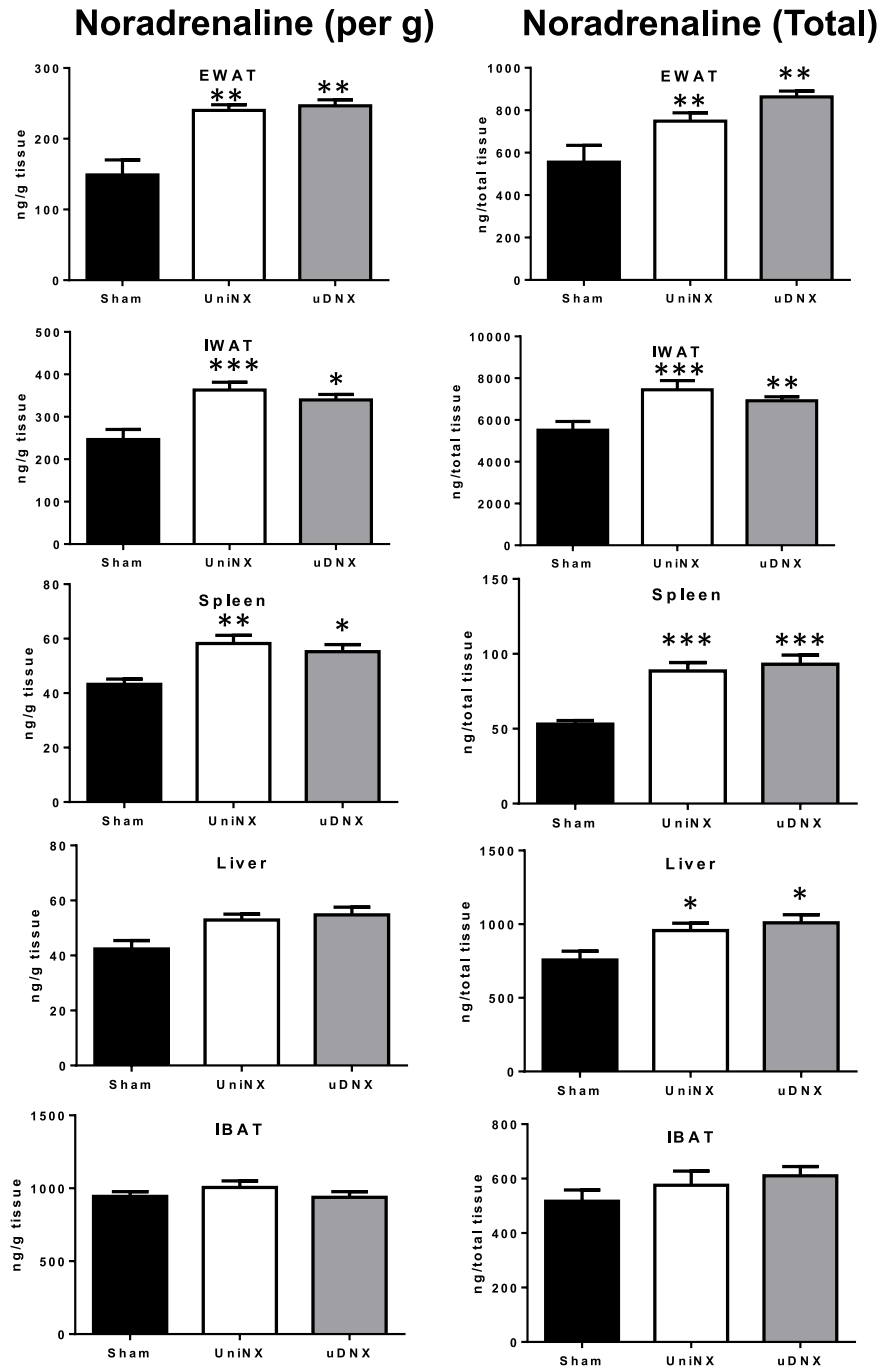 Noradrenaline (per g)
Noradrenaline (Total)
EWAT
ng/g tissue
300
200
100
0
** **
Sham UniNX uDNX
EWAT
ng/total tissue
1000
800
600
400
200
0
** **
Sham UniNX uDNX
IWAT
ng/g tissue
500
400
300
200
100
0
*** *
Sham UniNX uDNX
IWAT
ng/total tissue
10000
8000
6000
4000
2000
0
*** **
Sham UniNX uDNX
Spleen
ng/g tissue
80
60
40
20
0
** *
Sham UniNX uDNX
Spleen
ng/total tissue
150
100
50
0
*** ***
Sham UniNX uDNX
Liver
ng/g tissue
80
60
40
20
0
Sham UniNX uDNX
Liver
ng/total tissue
1500
1000
500
0
* *
Sham UniNX uDNX
IBAT
ng/g tissue
1500
1000
500
0
Sham UniNX uDNX
IBAT
ng/total tissue
800
600
400
200
0
Sham UniNX uDNX